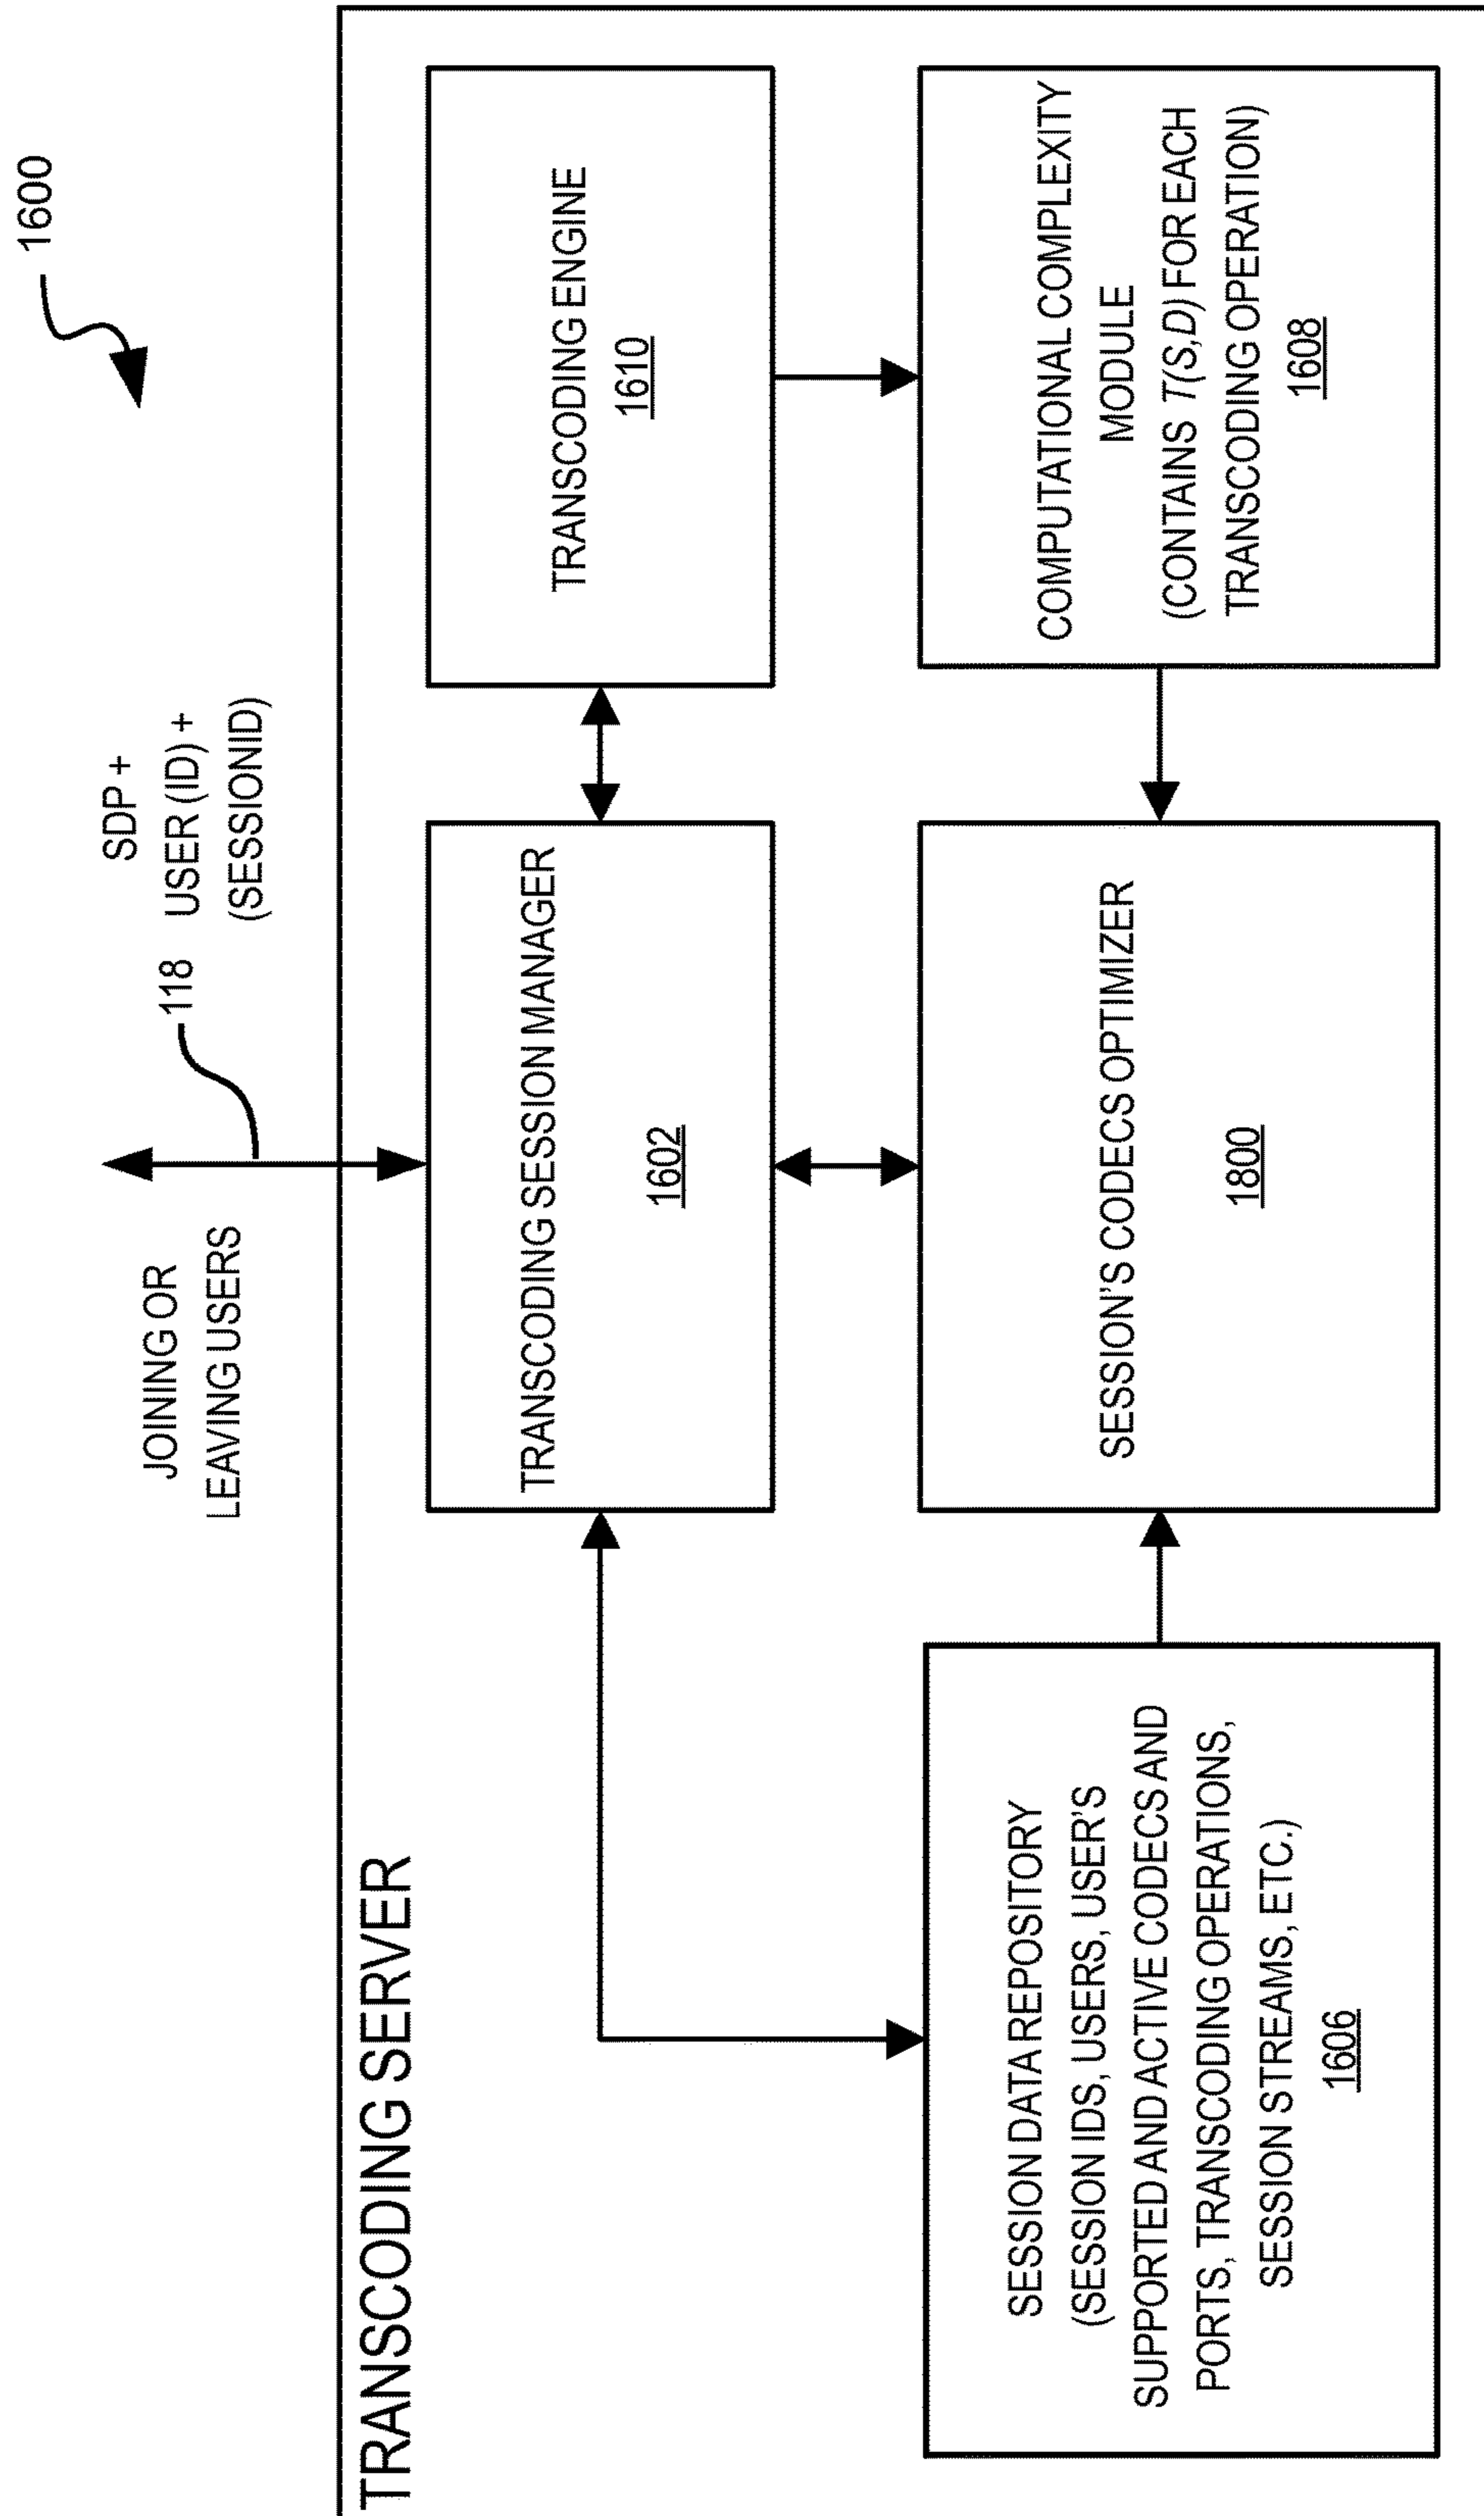 1600
JOINING OR
LEAVING USERS
118
SDP +
USER (ID) +
(SESSIONID)
TRANSCODING SERVER
TRANSCODING SESSION MANAGER
1602
TRANSCODING ENGINE
1610
SESSION DATA REPOSITORY
(SESSION IDS, USERS, USER'S
SUPPORTED AND ACTIVE CODECS AND
PORTS, TRANSCODING OPERATIONS,
SESSION STREAMS, ETC.)
1606
SESSION'S CODECS OPTIMIZER
1800
COMPUTATIONAL COMPLEXITY
MODULE
(CONTAINS T(S,D) FOR EACH
TRANSCODING OPERATION)
1608